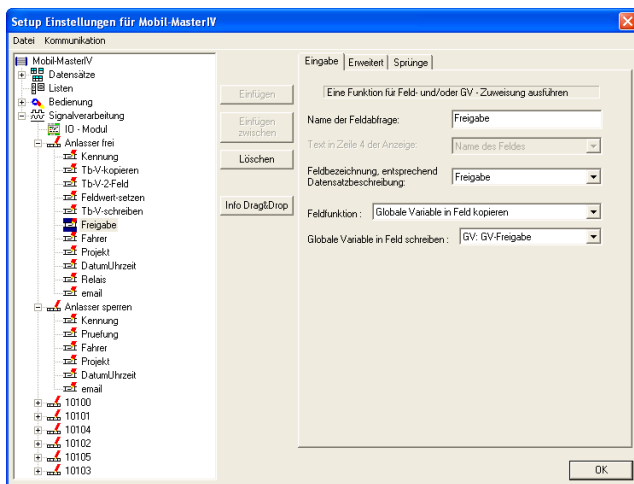 Setup Einstellungen für Mobil-MasterIV
Datei Kommunikation
Mobil-MasterIV
Datensätze
Listen
Bedienung
Signalverarbeitung
IO - Modul
Anlasser frei
Kennung
Tb-V-kopieren
Tb-V-2-Feld
Feldwert-setzen
Tb-V-schreiben
Freigabe
Fahrer
Projekt
DatumUhrzeit
Relais
email
Anlasser sperren
Kennung
Pruefung
Fahrer
Projekt
DatumUhrzeit
email
10100
10101
10104
10102
10105
10103
Einfügen
Einfügen
zwischen
Löschen
Info Drag&Drop
Eingabe Erweitert Sprünge
Eine Funktion für Feld- und/oder GV - Zuweisung ausführen
Name der Feldabfrage: Freigabe
Text in Zeile 4 der Anzeige: Name des Feldes
Feldbezeichnung, entsprechend
Datensatzbeschreibung: Freigabe
Feldfunktion : Globale Variable in Feld kopieren
Globale Variable in Feld schreiben : GV: GV-Freigabe
OK